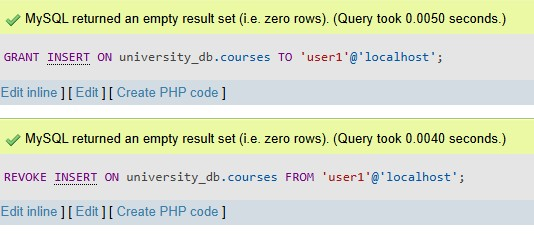 MySQL returned an empty result set (i.e. zero rows). (Query took 0.0050 seconds.)
GRANT INSERT ON university_db.courses TO 'user1'@'localhost';
Edit inline ] [ Edit ] [ Create PHP code ]
MySQL returned an empty result set (i.e. zero rows). (Query took 0.0040 seconds.)
REVOKE INSERT ON university_db.courses FROM 'user1'@'localhost';
Edit inline ] [ Edit ] [ Create PHP code ]